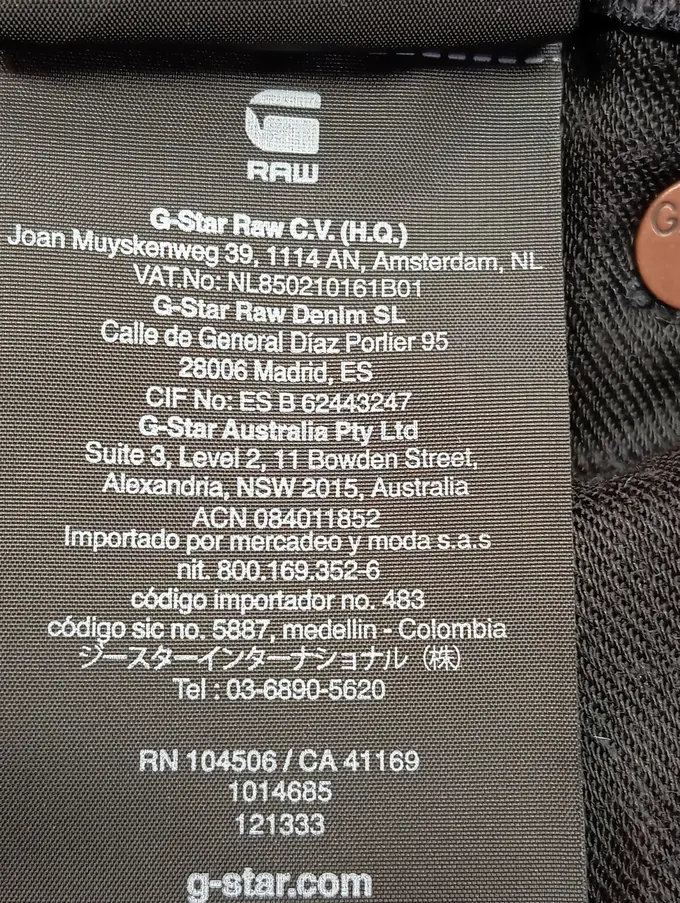 RAW
G-Star Raw C.V. (H.Q.)
Joan Muyskenweg 39, 1114 AN, Amsterdam, NL
VAT.No: NL850210161B01
G-Star Raw Denim SL
Calle de General Díaz Porlier 95
28006 Madrid, ES
CIF No: ES B 62443247
G-Star Australia Pty Ltd
Suite 3, Level 2, 11 Bowden Street,
Alexandria, NSW 2015, Australia
ACN 084011852
Importado por mercadeo y moda s.a.s
nit. 800.169.352-6
código importador no. 483
código sic no. 5887, medellin - Colombia
ジースターインターナショナル（株）
Tel : 03-6890-5620
RN 104506 / CA 41169
1014685
121333
g-star.com
G